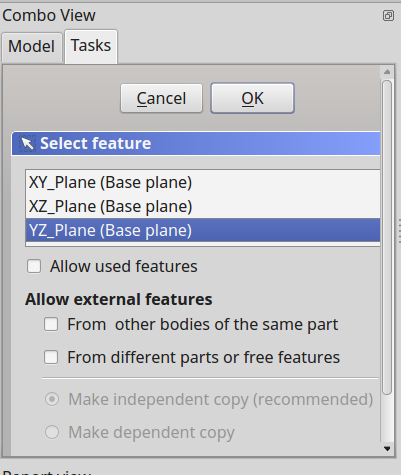 Combo View
Model Tasks
Cancel OK
Select feature
XY_Plane (Base plane)
XZ_Plane (Base plane)
YZ_Plane (Base plane)
Allow used features
Allow external features
From  other bodies of the same part
From different parts or free features
Make independent copy (recommended)
Make dependent copy
Report view